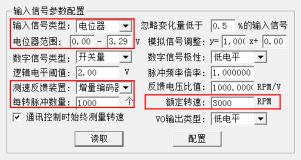 输入信号参数配置
输入信号类型: 电位器 忽略变化量低于 0.5 %的输入信号
电位器范围: 0.00 - 3.29 V 模拟信号调整: y= 1.000 x+ 0.00
数字信号类型: 开关量 数字信号极性: 低电平
逻辑电平阈值: 2.00 V 脉冲频率倍率: 1.000000
测速反馈装置: 增量编码器 反馈电压比值: 1000.0000 RPM/V
每转脉冲数量: 1000 个 额定转速: 3000 RPM
通讯控制时始终测量转速 VO输出类型: 低电平
读取 配置